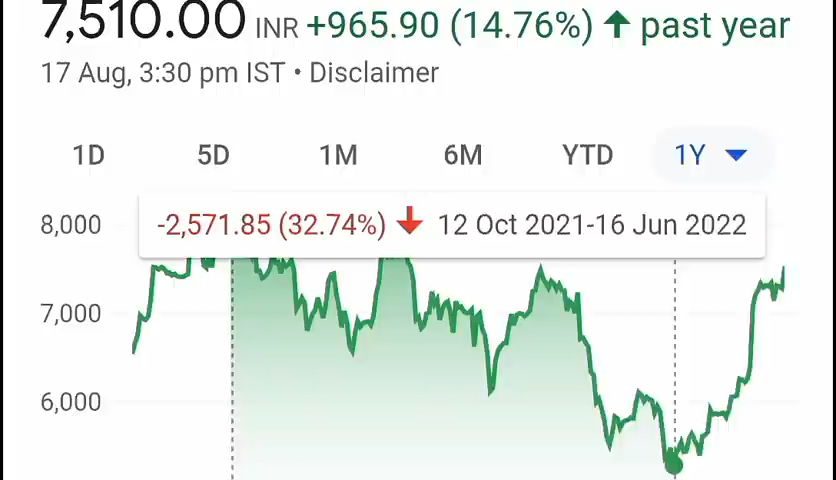 7,510.00 INR +965.90 (14.76%) ↑ past year
17 Aug, 3:30 pm IST • Disclaimer
1D 5D 1M 6M YTD 1Y
-2,571.85 (32.74%) ↓ 12 Oct 2021-16 Jun 2022
8,000
7,000
6,000